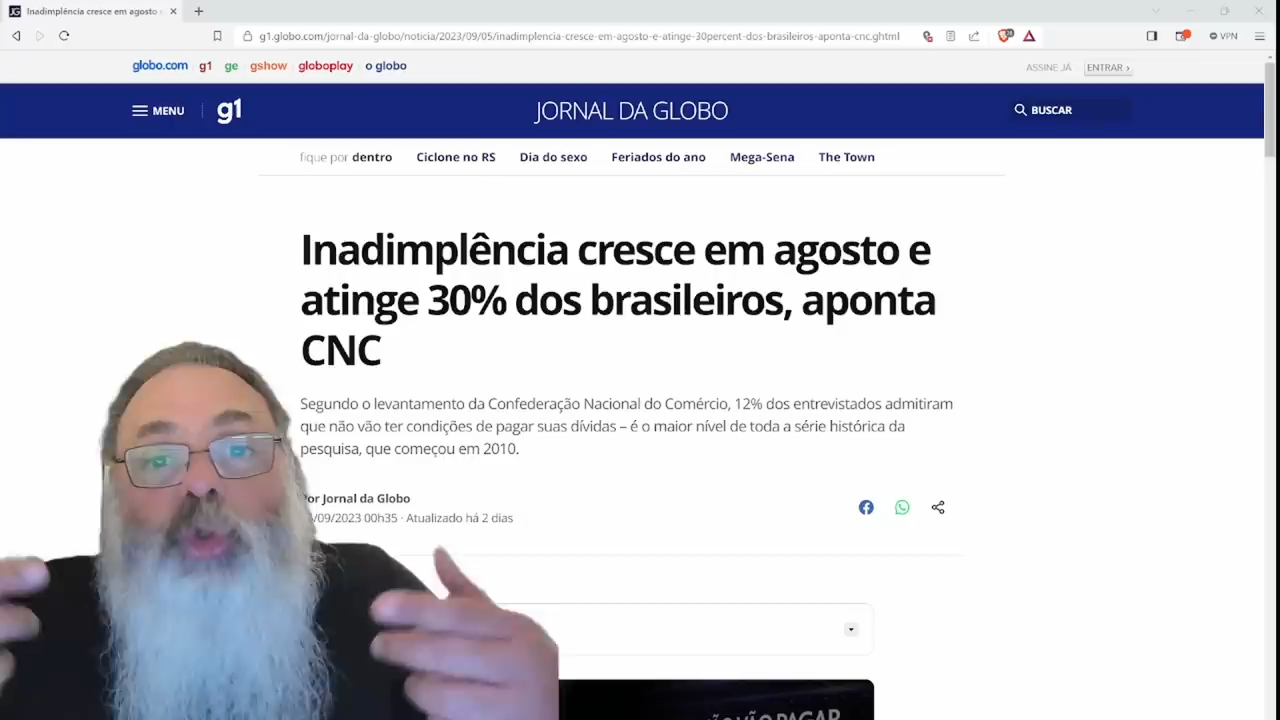 Inadimplência cresce em agosto e
g1.globo.com/jornal-da-globo/noticia/2023/09/05/inadimplencia-cresce-em-agosto-e-atinge-30percent-dos-brasileiros-aponta-cnc.ghtml
VPN
globo.com g1 ge gshow globoplay o globo
ASSINE JÁ ENTRAR ›
MENU g1 JORNAL DA GLOBO BUSCAR
fique por dentro Ciclone no RS Dia do sexo Feriados do ano Mega-Sena The Town
Inadimplência cresce em agosto e
atinge 30% dos brasileiros, aponta
CNC
Segundo o levantamento da Confederação Nacional do Comércio, 12% dos entrevistados admitiram
que não vão ter condições de pagar suas dívidas – é o maior nível de toda a série histórica da
pesquisa, que começou em 2010.
Por Jornal da Globo
/09/2023 00h35 · Atualizado há 2 dias
NÃO VÃO PAGAR